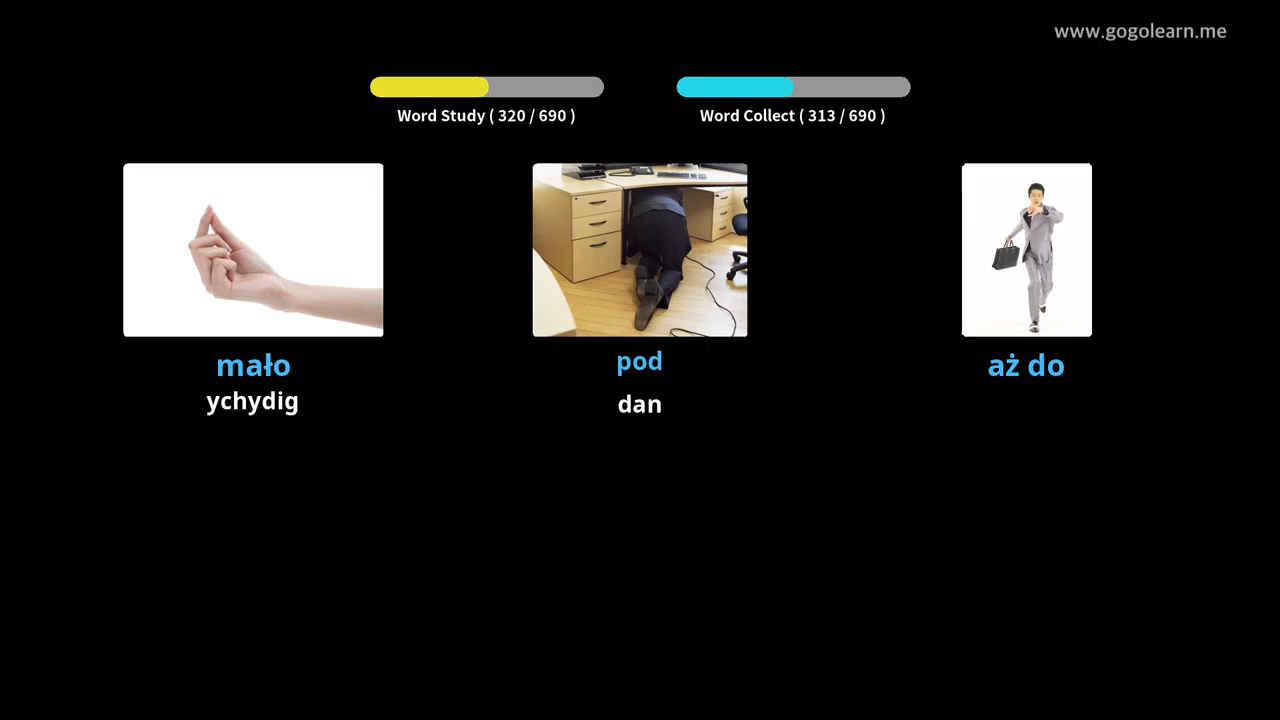 www.gogolearn.me
Word Study ( 320 / 690 )
Word Collect ( 313 / 690 )
mało
ychydig
pod
dan
aż do